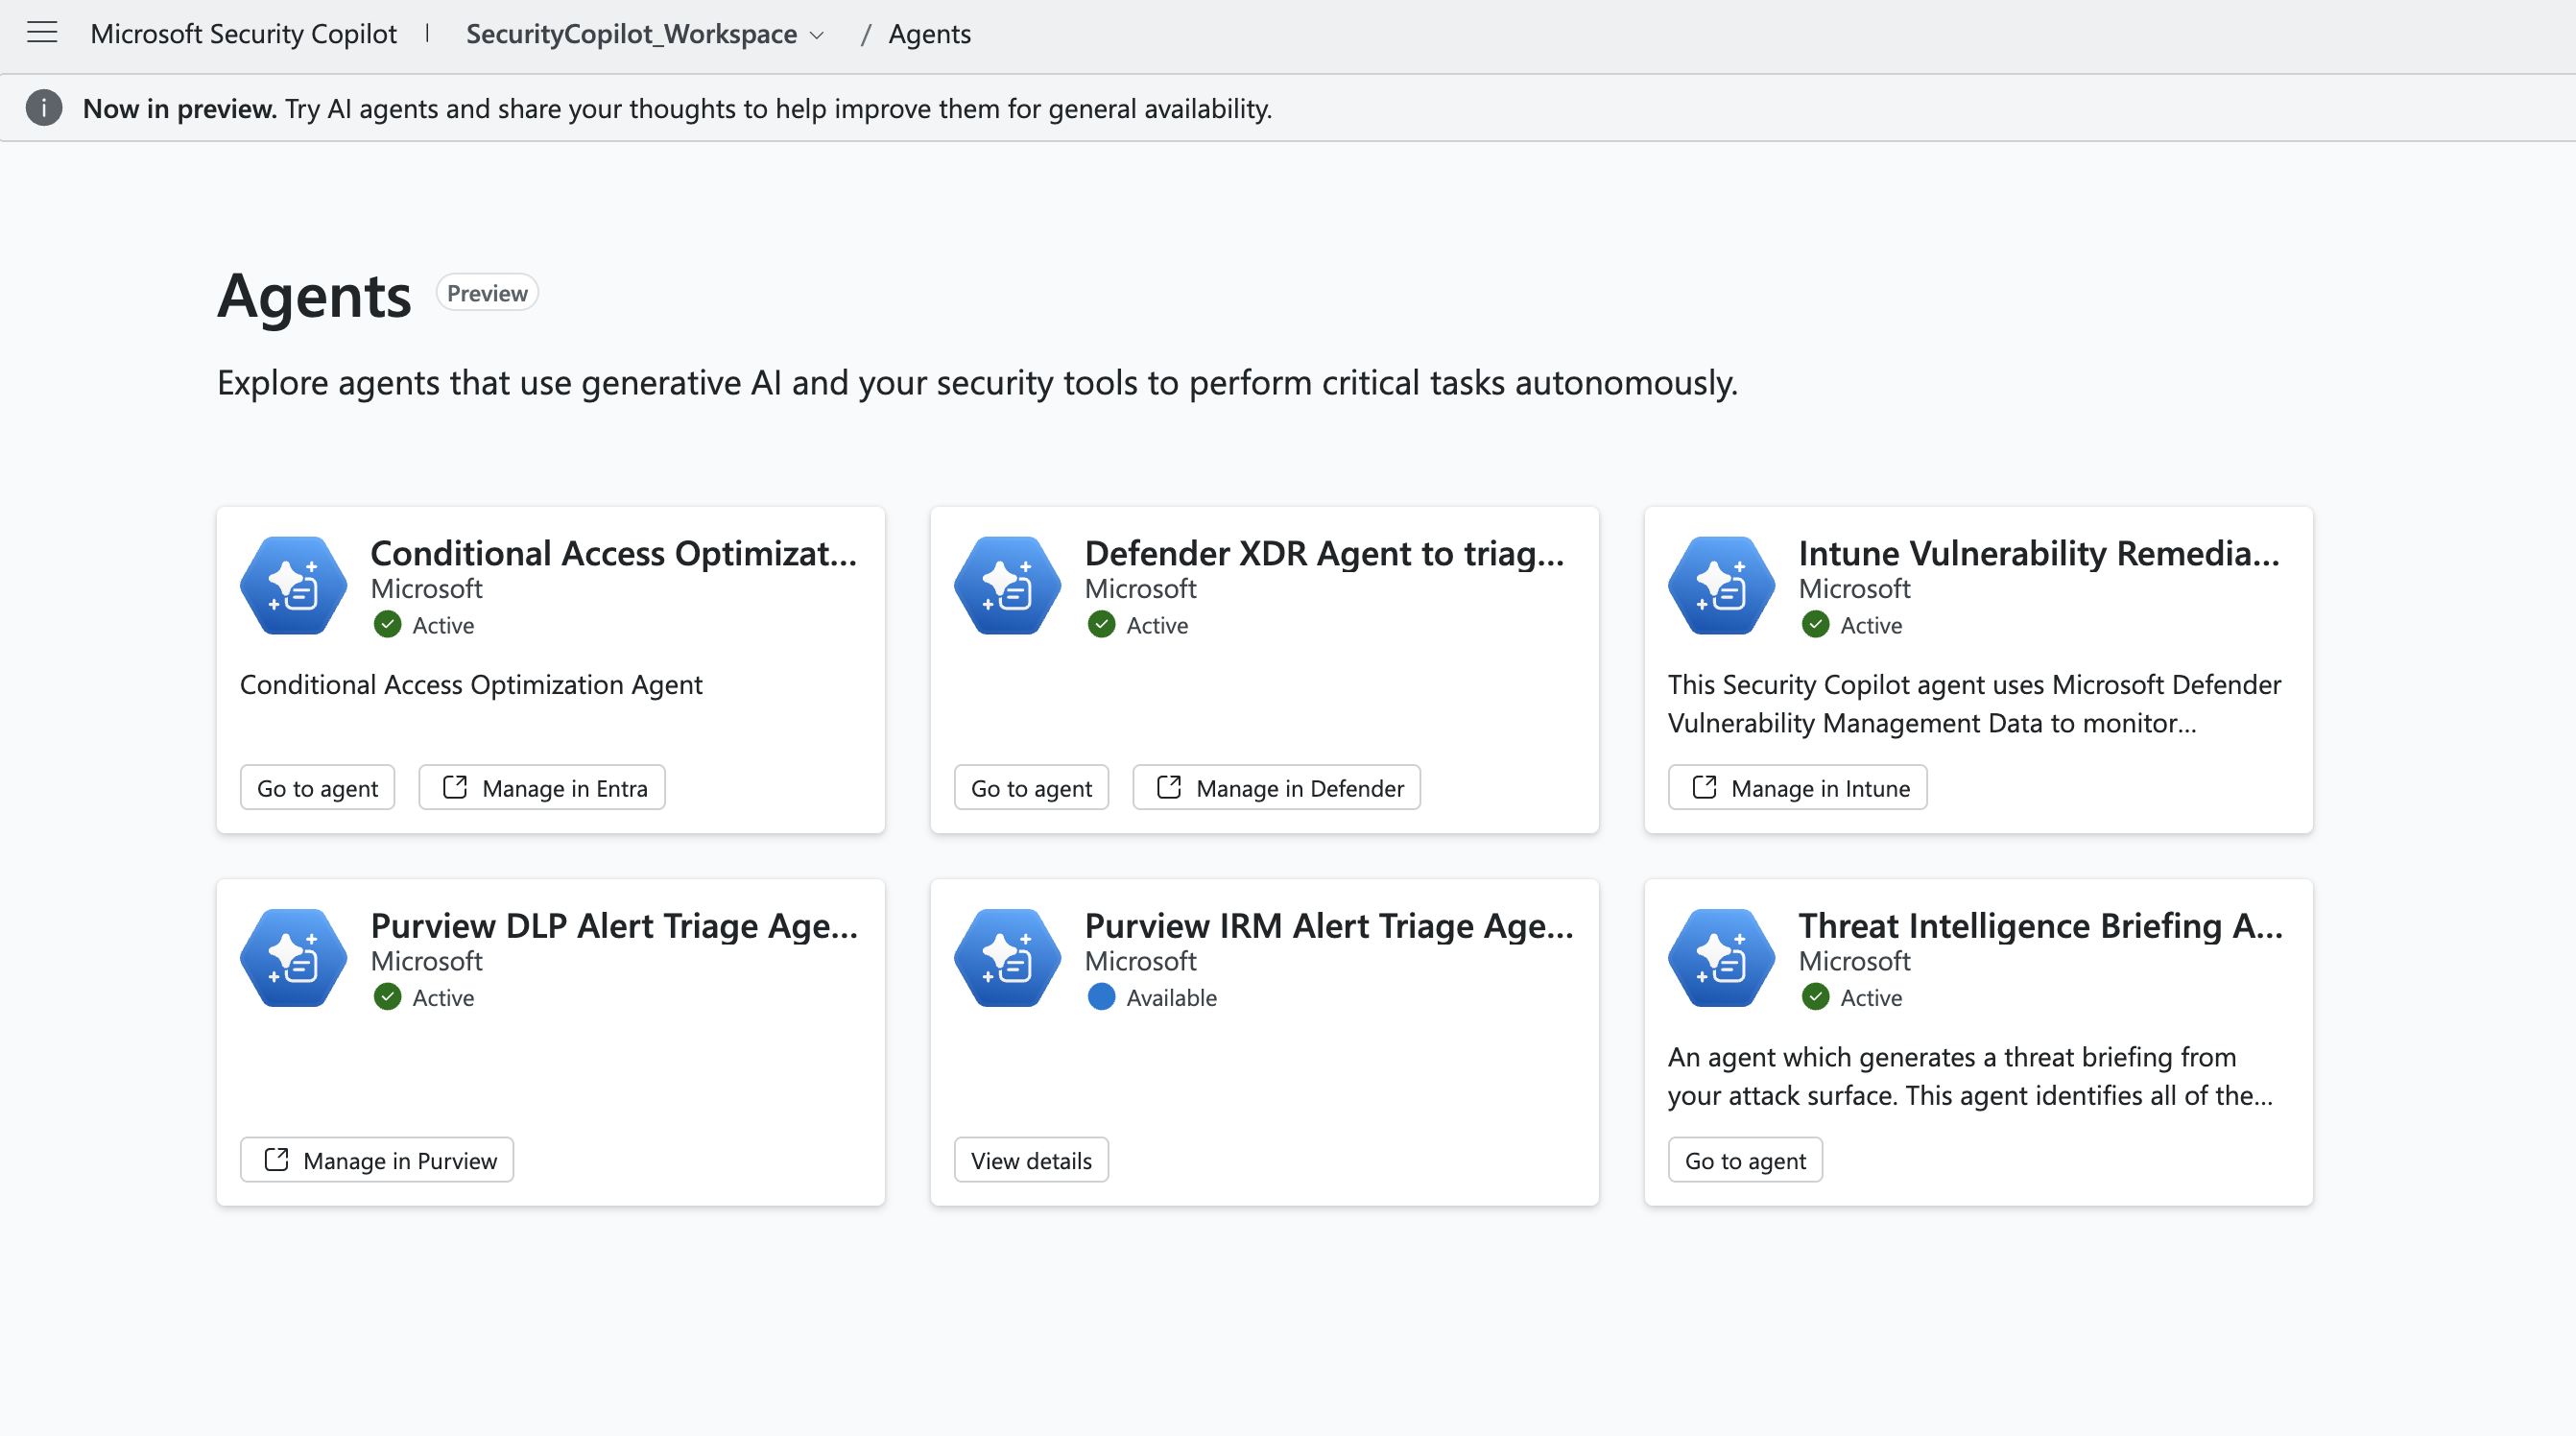 Microsoft Security Copilot | SecurityCopilot_Workspace / Agents
Now in preview. Try AI agents and share your thoughts to help improve them for general availability.
Agents Preview
Explore agents that use generative AI and your security tools to perform critical tasks autonomously.
Conditional Access Optimizat...
Microsoft
Active
Conditional Access Optimization Agent
Go to agent Manage in Entra
Defender XDR Agent to triag...
Microsoft
Active
Go to agent Manage in Defender
Intune Vulnerability Remedia...
Microsoft
Active
This Security Copilot agent uses Microsoft Defender
Vulnerability Management Data to monitor...
Manage in Intune
Purview DLP Alert Triage Age...
Microsoft
Active
Manage in Purview
Purview IRM Alert Triage Age...
Microsoft
Available
View details
Threat Intelligence Briefing A...
Microsoft
Active
An agent which generates a threat briefing from
your attack surface. This agent identifies all of the...
Go to agent